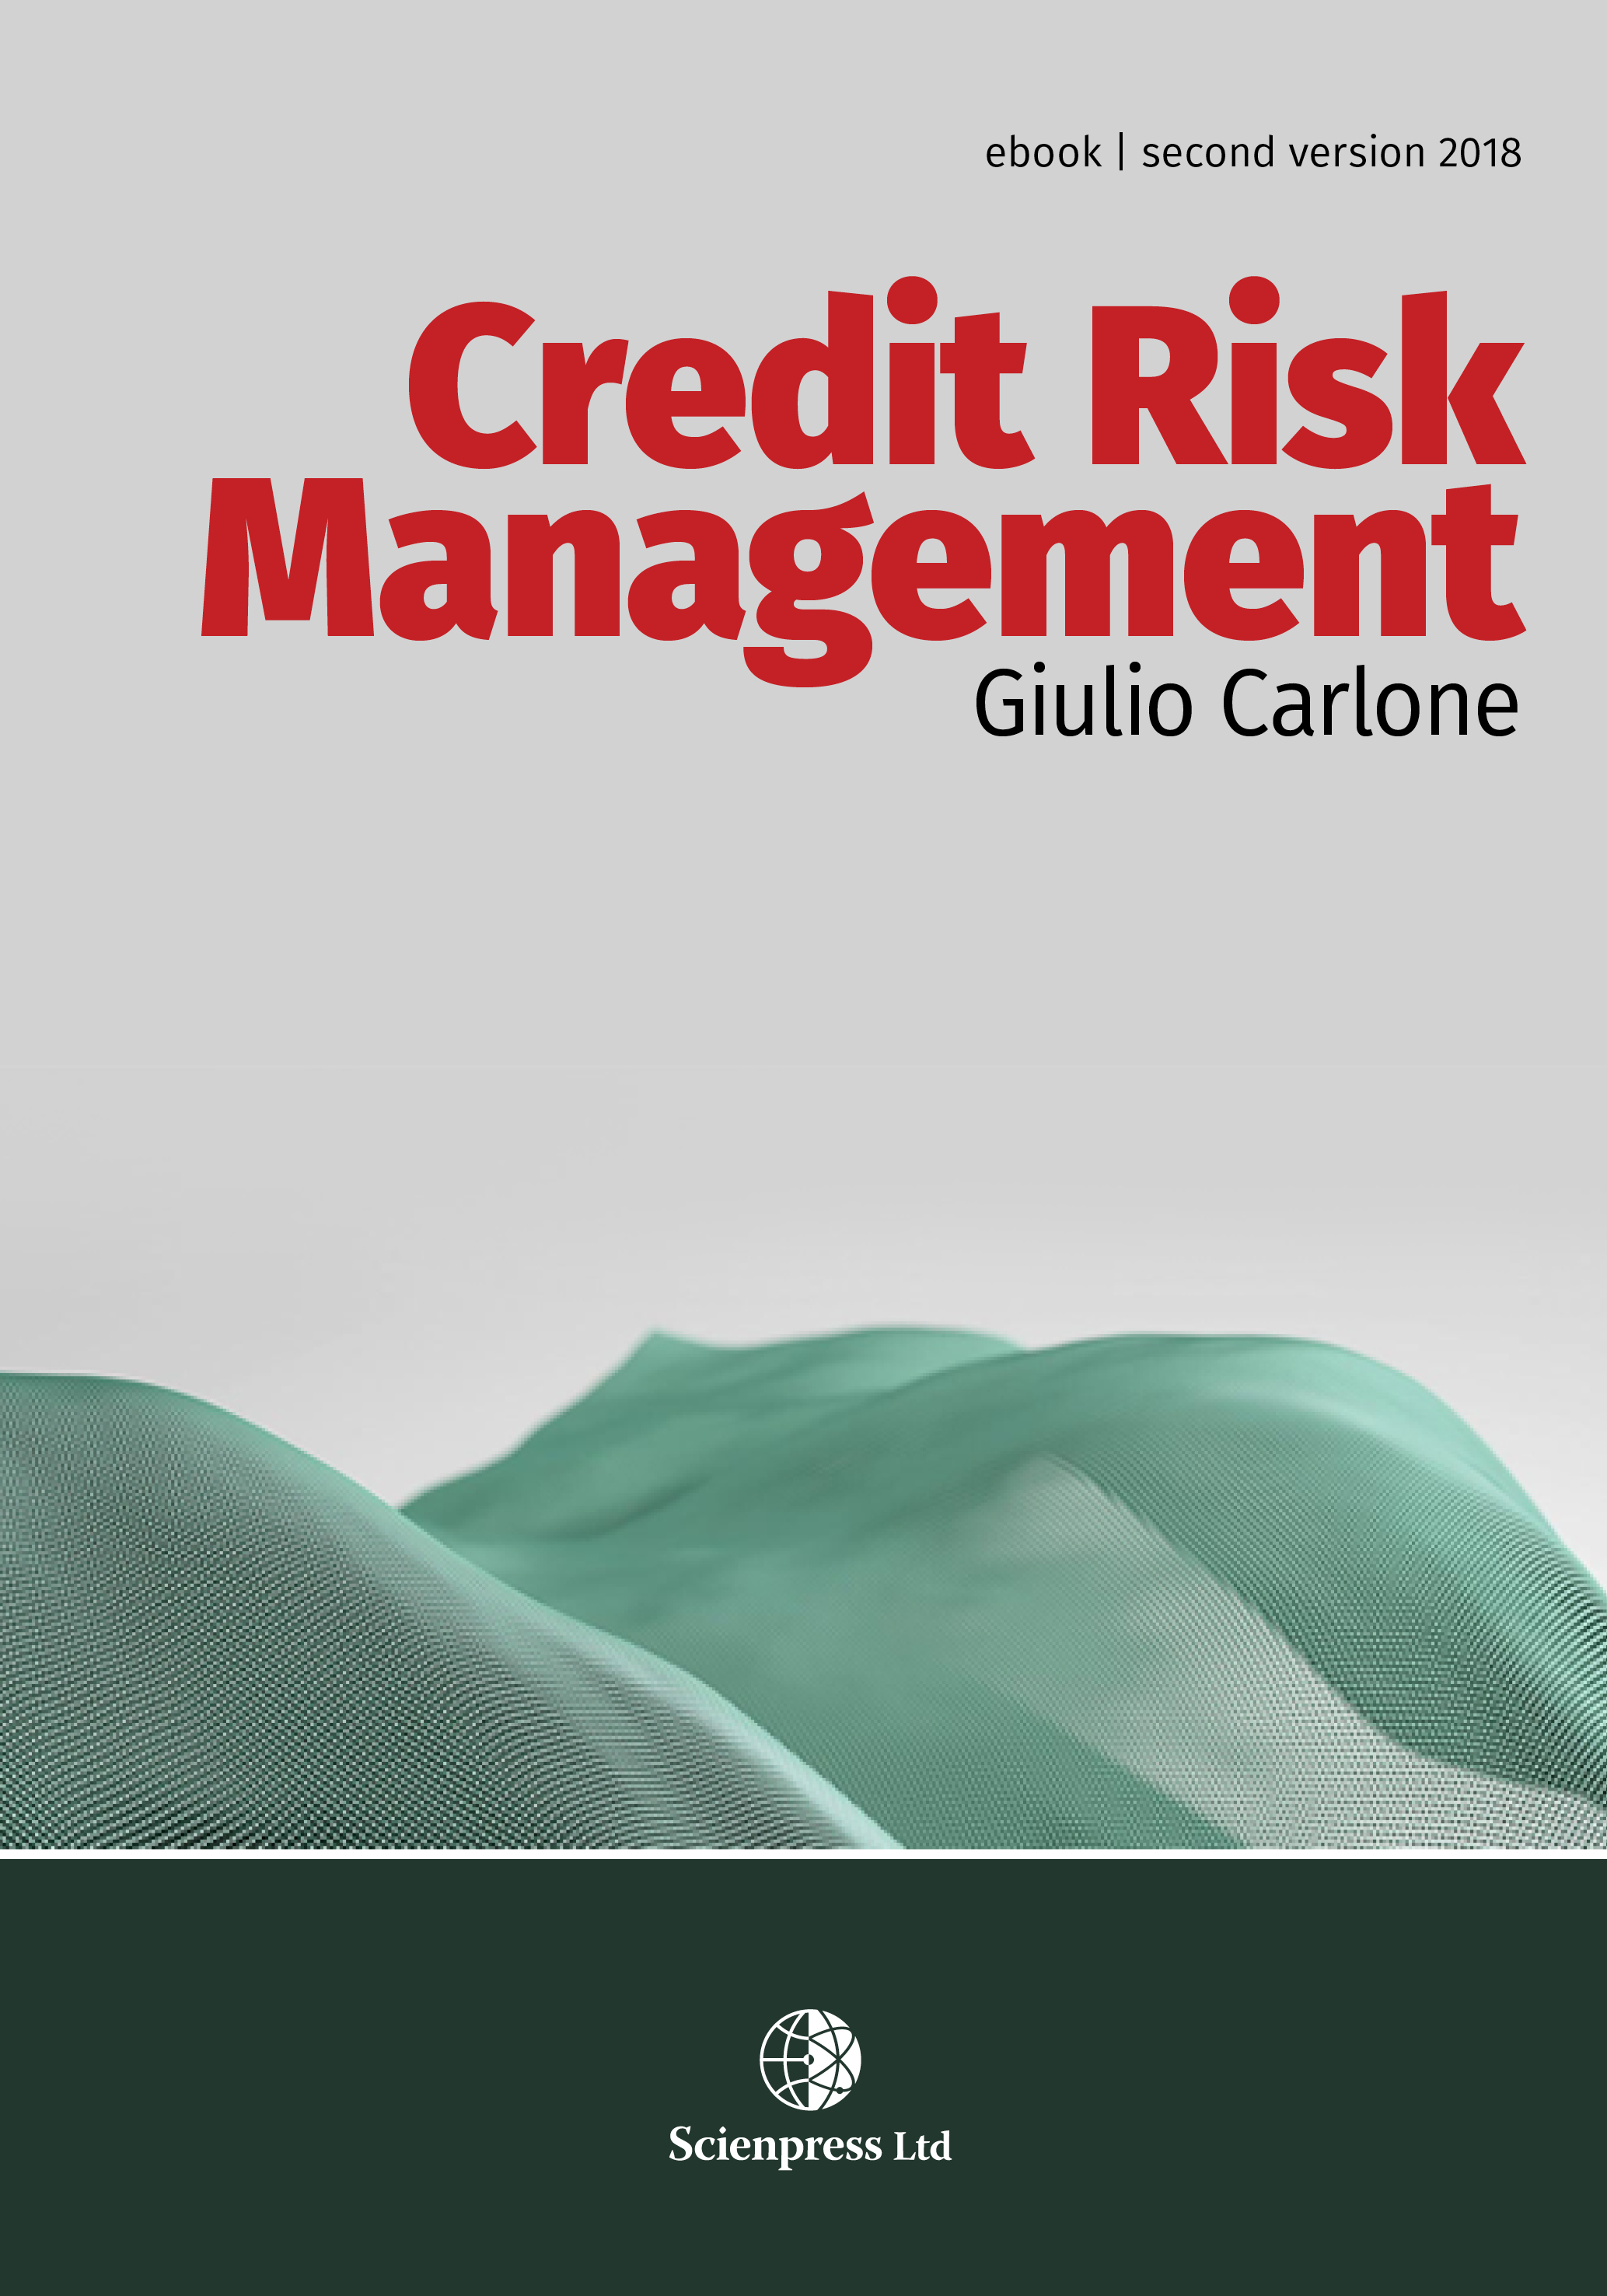 ebook | second version 2018
Credit Risk
Management
Giulio Carlone
Scienpress Ltd